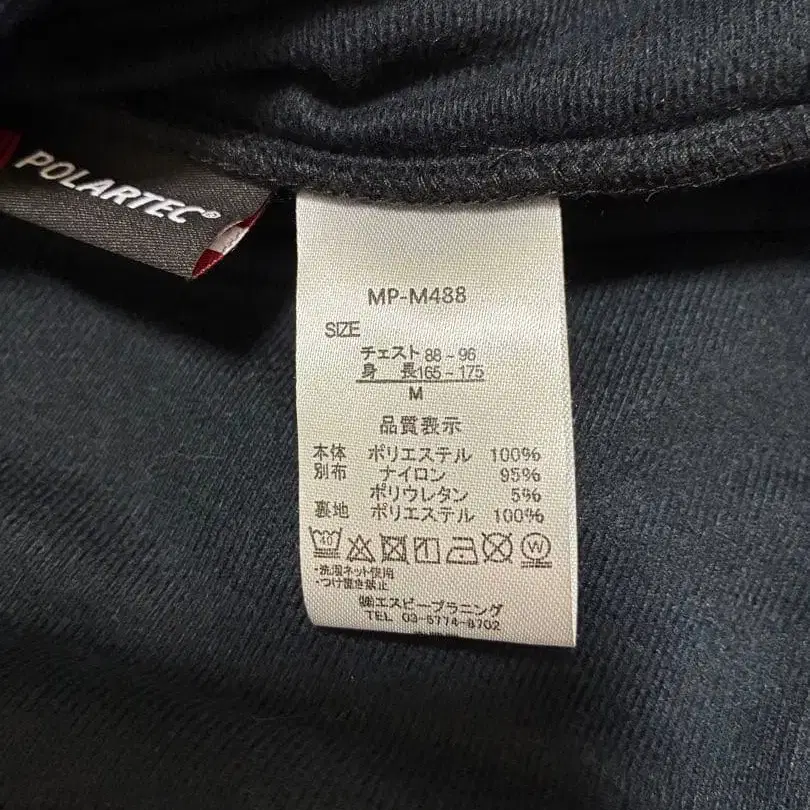 POLARTEC®
MP-M488
SIZE
チェスト 88～96
身 長165～175
M
品質表示
本体 ポリエステル 100%
別布 ナイロン 95%
ポリウレタン 5%
裏地 ポリエステル 100%
40
W
・洗濯ネット使用
・つけ置き禁止
㈱エスピープラニング
TEL 03-5774-8702